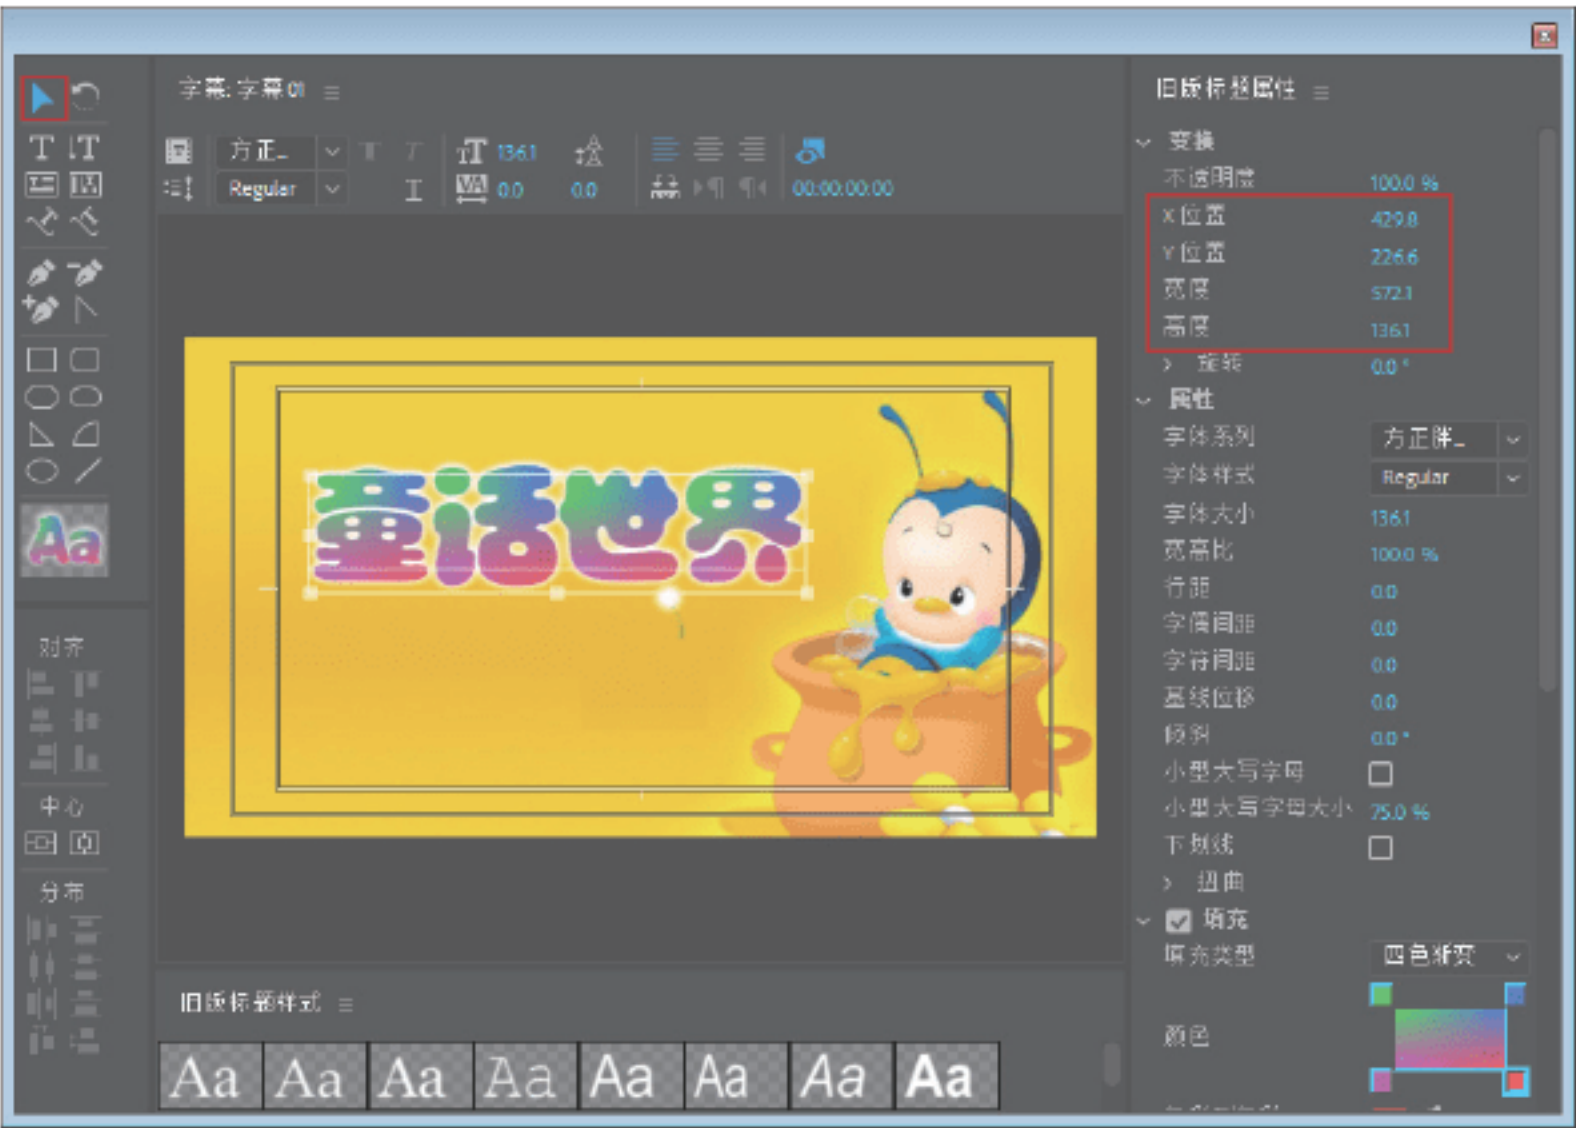 字幕: 字幕 01
方正_
136.1
Regular
0.0
0.0
00:00:00:00
童话世界
Aa
对齐
中心
分布
旧版标题样式
Aa Aa Aa Aa Aa Aa Aa Aa
旧版标题属性
变换
不透明度 100.0 %
X 位置 429.8
Y 位置 226.6
宽度 572.1
高度 136.1
旋转 0.0 °
属性
字体系列 方正胖_
字体样式 Regular
字体大小 136.1
宽高比 100.0 %
行距 0.0
字偶间距 0.0
字符间距 0.0
基线位移 0.0
倾斜 0.0 °
小型大写字母
小型大写字母大小 75.0 %
下划线
扭曲
填充
填充类型 四色渐变
颜色